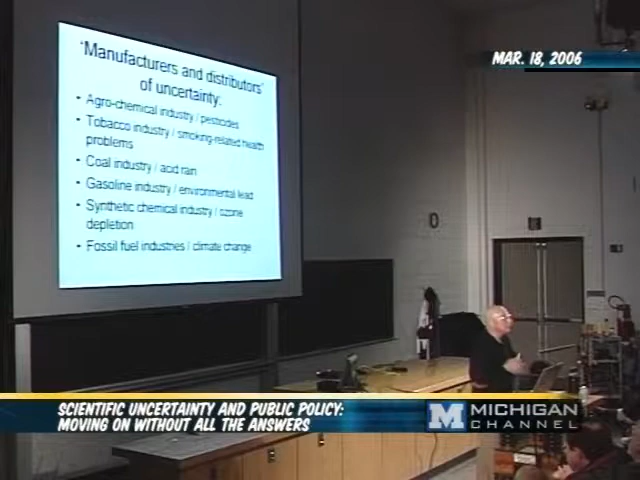 'Manufacturers and distributors'
of uncertainty:
• Agro-chemical industry / pesticides
• Tobacco industry / smoking-related health
problems
• Coal industry / acid rain
• Gasoline industry / environmental lead
• Synthetic chemical industry / ozone
depletion
• Fossil fuel industries / climate change
MAR. 18, 2006
SCIENTIFIC UNCERTAINTY AND PUBLIC POLICY:
MOVING ON WITHOUT ALL THE ANSWERS
M MICHIGAN
CHANNEL